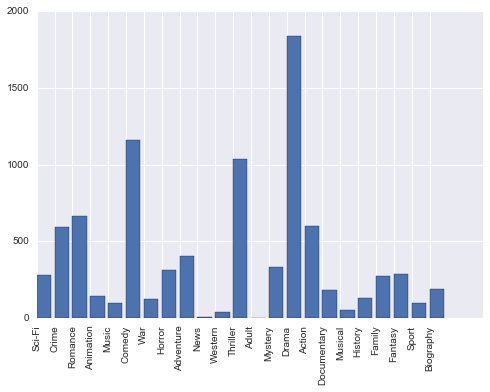 2000
1500
1000
500
0
Sci-Fi
Crime
Romance
Animation
Music
Comedy
War
Horror
Adventure
News
Western
Thriller
Adult
Mystery
Drama
Action
Documentary
Musical
History
Family
Fantasy
Sport
Biography